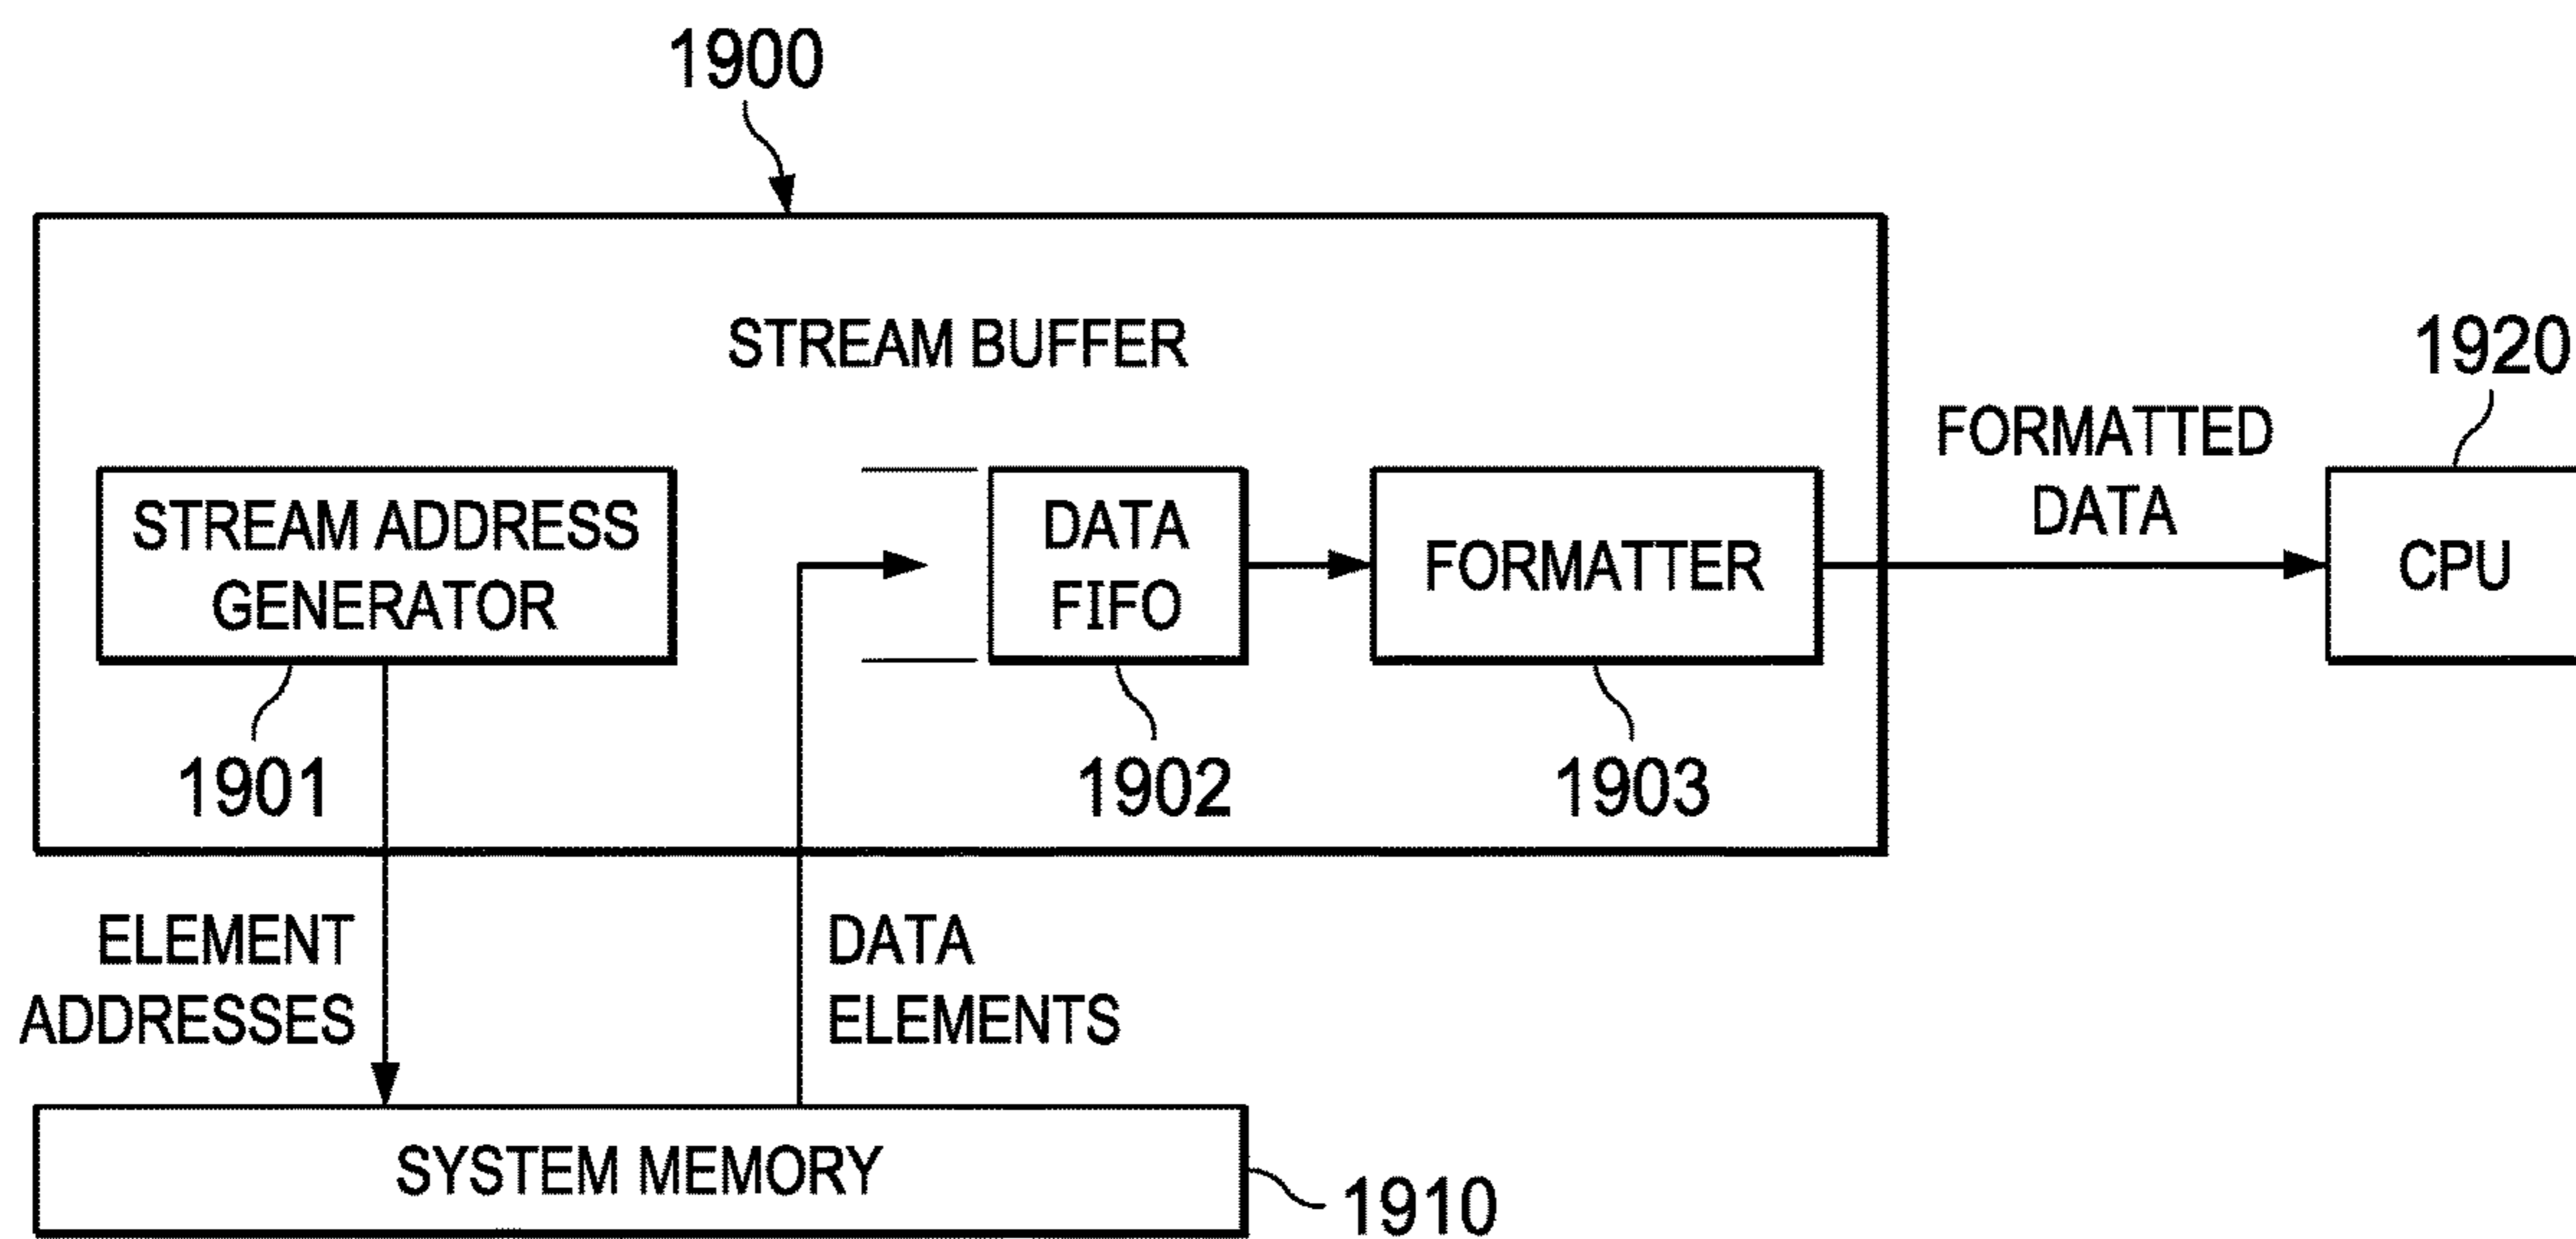 1900
STREAM BUFFER
1920
FORMATTED
DATA
STREAM ADDRESS
GENERATOR
DATA
FIFO
FORMATTER
CPU
1901
1902
1903
ELEMENT
ADDRESSES
DATA
ELEMENTS
SYSTEM MEMORY
1910